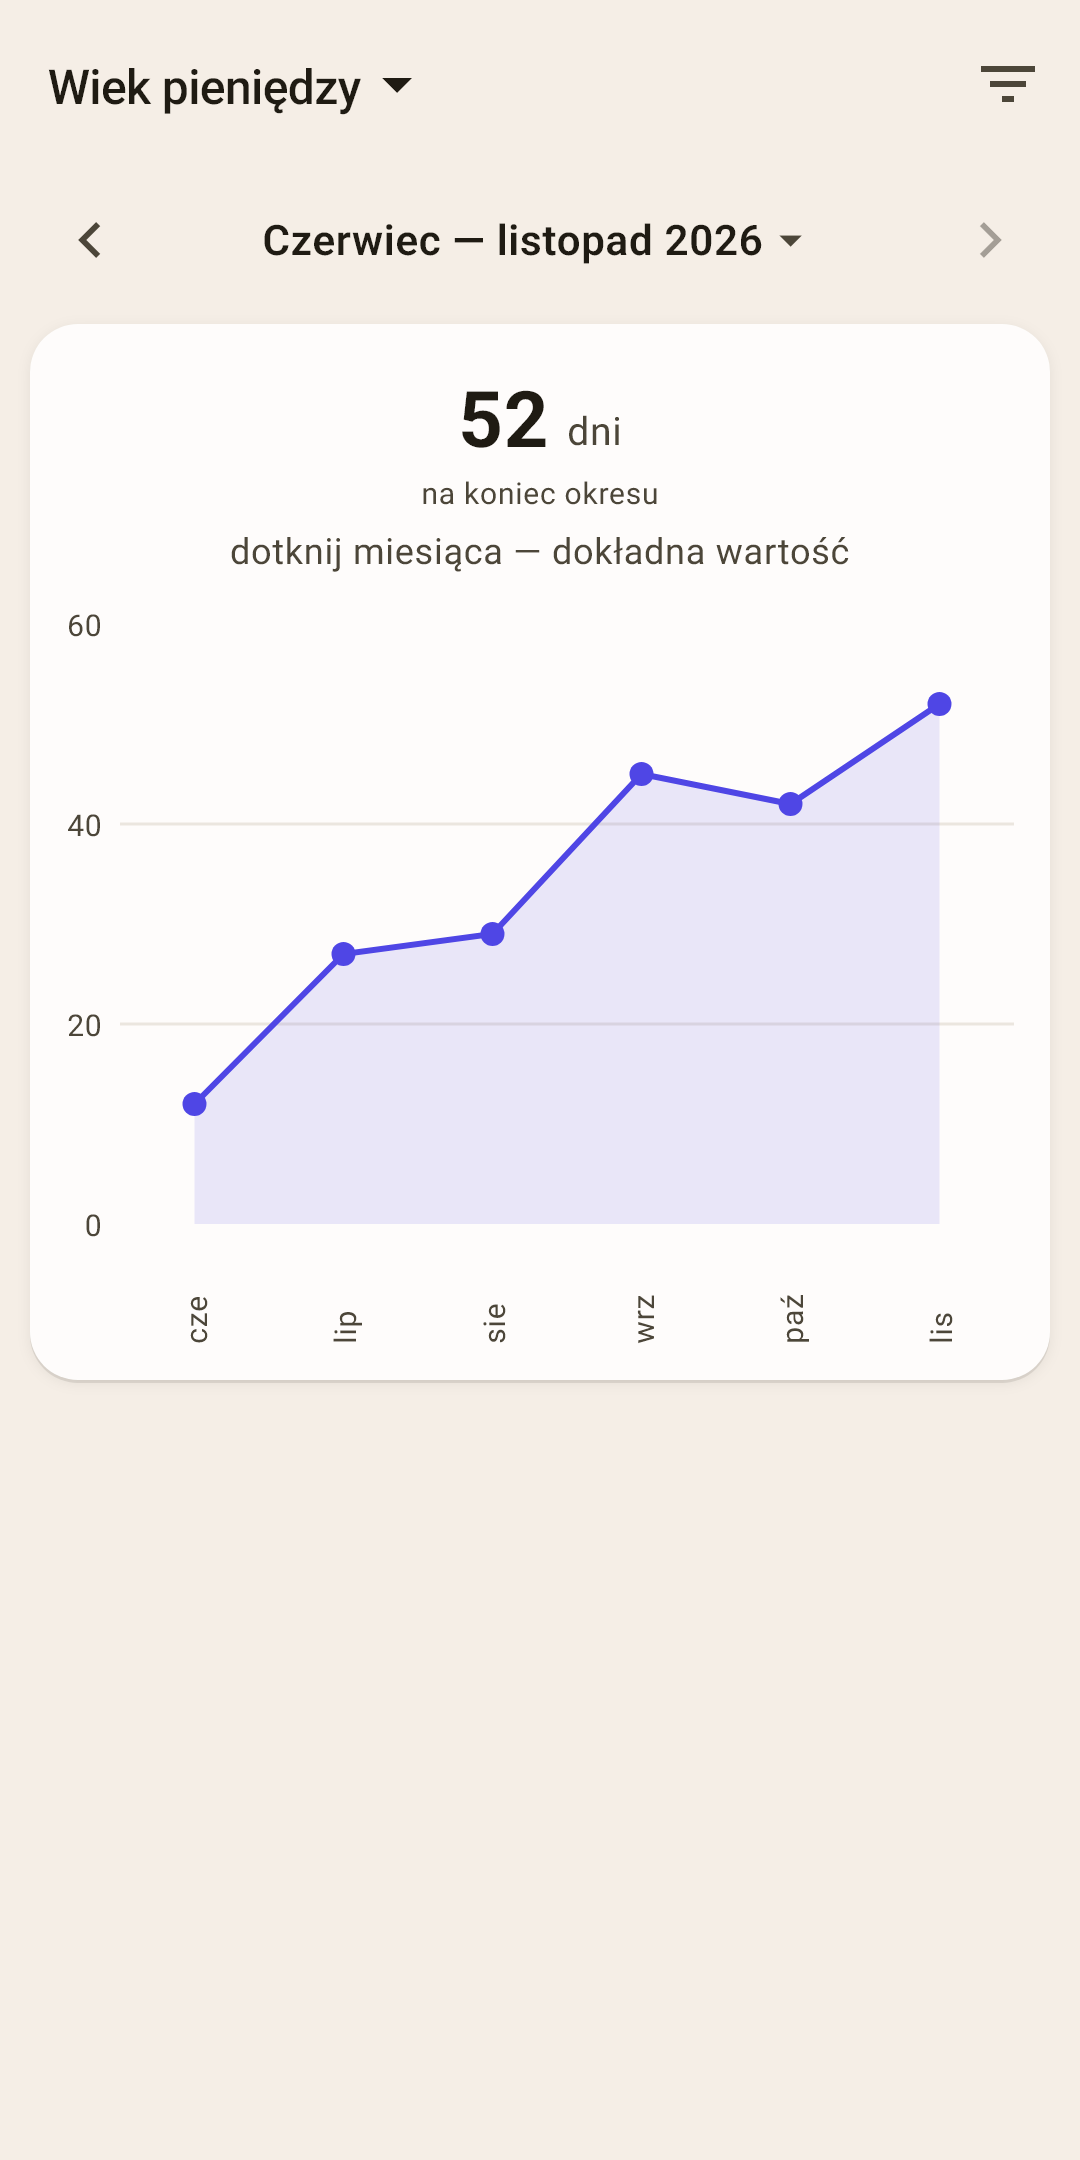 Wiek pieniędzy
Czerwiec — listopad 2026
52 dni
na koniec okresu
dotknij miesiąca — dokładna wartość
60
40
20
0
cze
lip
sie
wrz
paź
lis